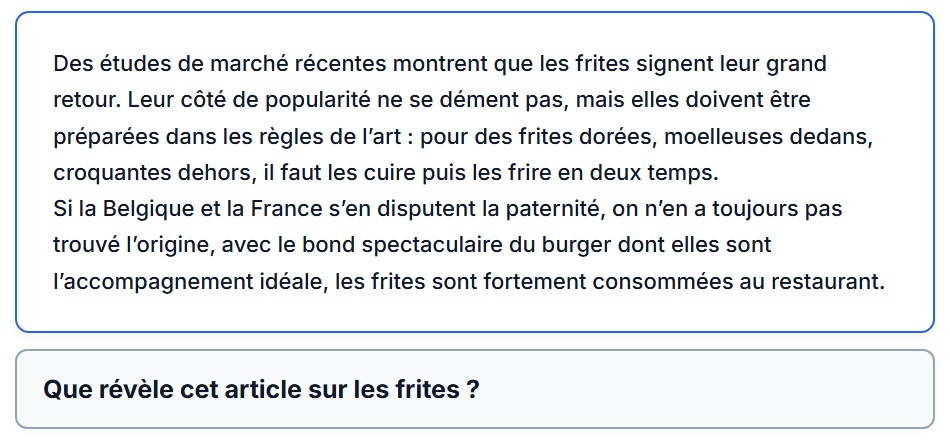 Des études de marché récentes montrent que les frites signent leur grand
retour. Leur côté de popularité ne se dément pas, mais elles doivent être
préparées dans les règles de l’art : pour des frites dorées, moelleuses dedans,
croquantes dehors, il faut les cuire puis les frire en deux temps.
Si la Belgique et la France s’en disputent la paternité, on n’en a toujours pas
trouvé l’origine, avec le bond spectaculaire du burger dont elles sont
l’accompagnement idéale, les frites sont fortement consommées au restaurant.
Que révèle cet article sur les frites ?